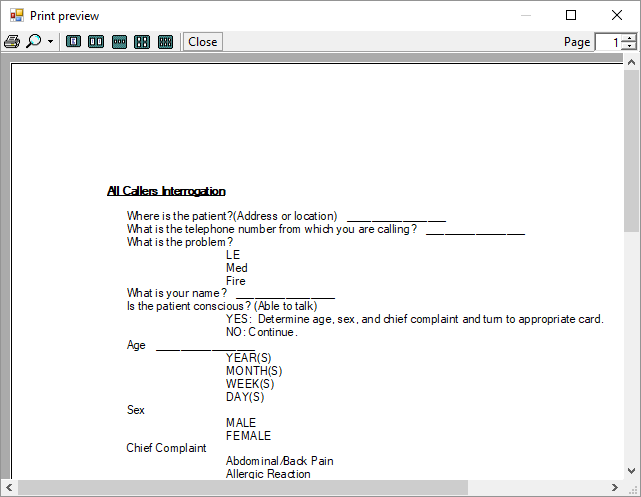 Print preview
Close
Page 1
All Callers Interrogation
Where is the patient?(Address or location) ________________
What is the telephone number from which you are calling? ________________
What is the problem?
LE
Med
Fire
What is your name? ________________
Is the patient conscious? (Able to talk)
YES: Determine age, sex, and chief complaint and turn to appropriate card.
NO: Continue.
Age ________________
YEAR(S)
MONTH(S)
WEEK(S)
DAY(S)
Sex
MALE
FEMALE
Chief Complaint
Abdominal/Back Pain
Allergic Reaction